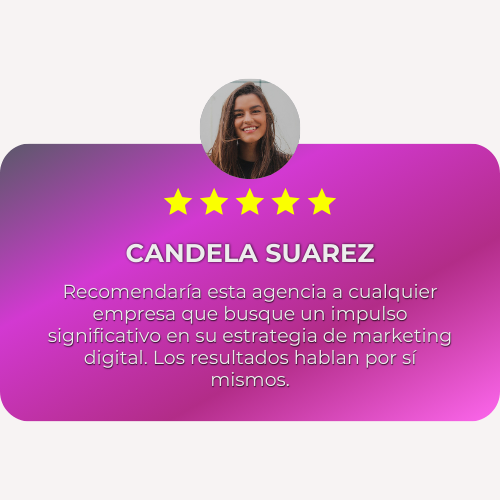 CANDELA SUAREZ
Recomendaría esta agencia a cualquier
empresa que busque un impulso
significativo en su estrategia de marketing
digital. Los resultados hablan por sí
mismos.